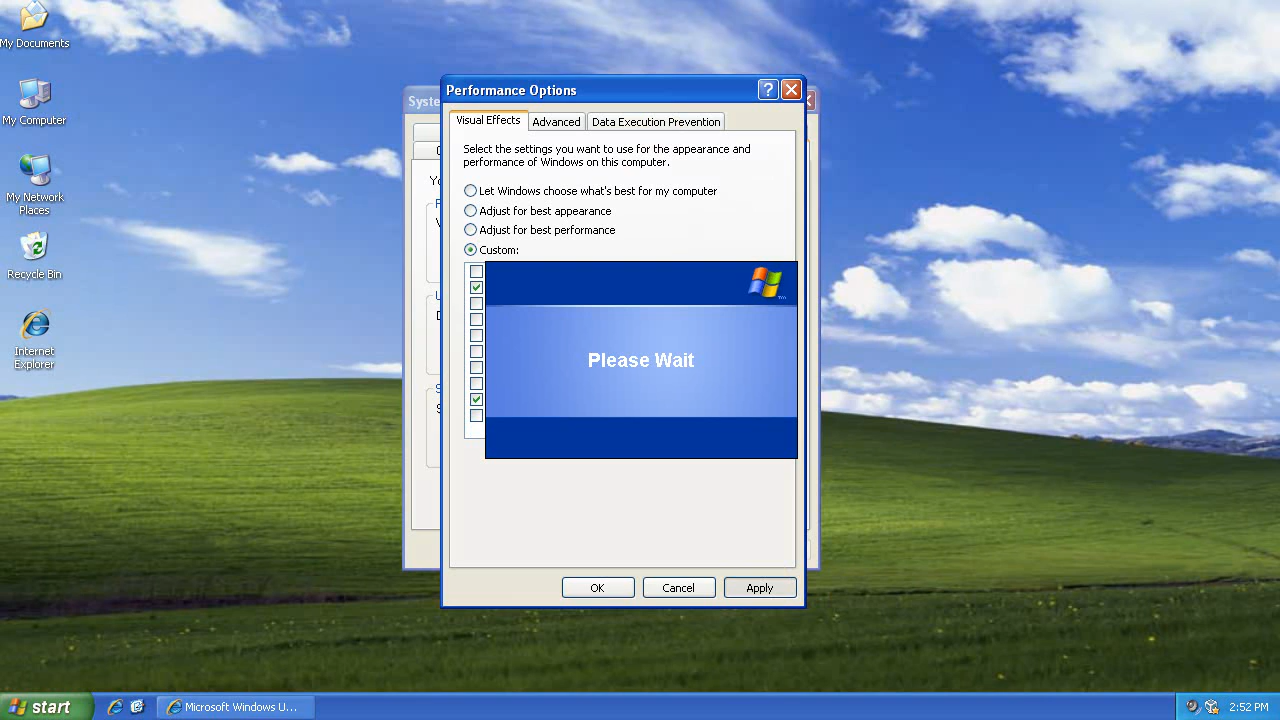 My Documents
My Computer
My Network
Places
Recycle Bin
Internet
Explorer
Syste
Performance Options
Visual Effects
Advanced
Data Execution Prevention
Select the settings you want to use for the appearance and
performance of Windows on this computer.
Let Windows choose what's best for my computer
Adjust for best appearance
Adjust for best performance
Custom:
Please Wait
OK
Cancel
Apply
start
Microsoft Windows U...
2:52 PM